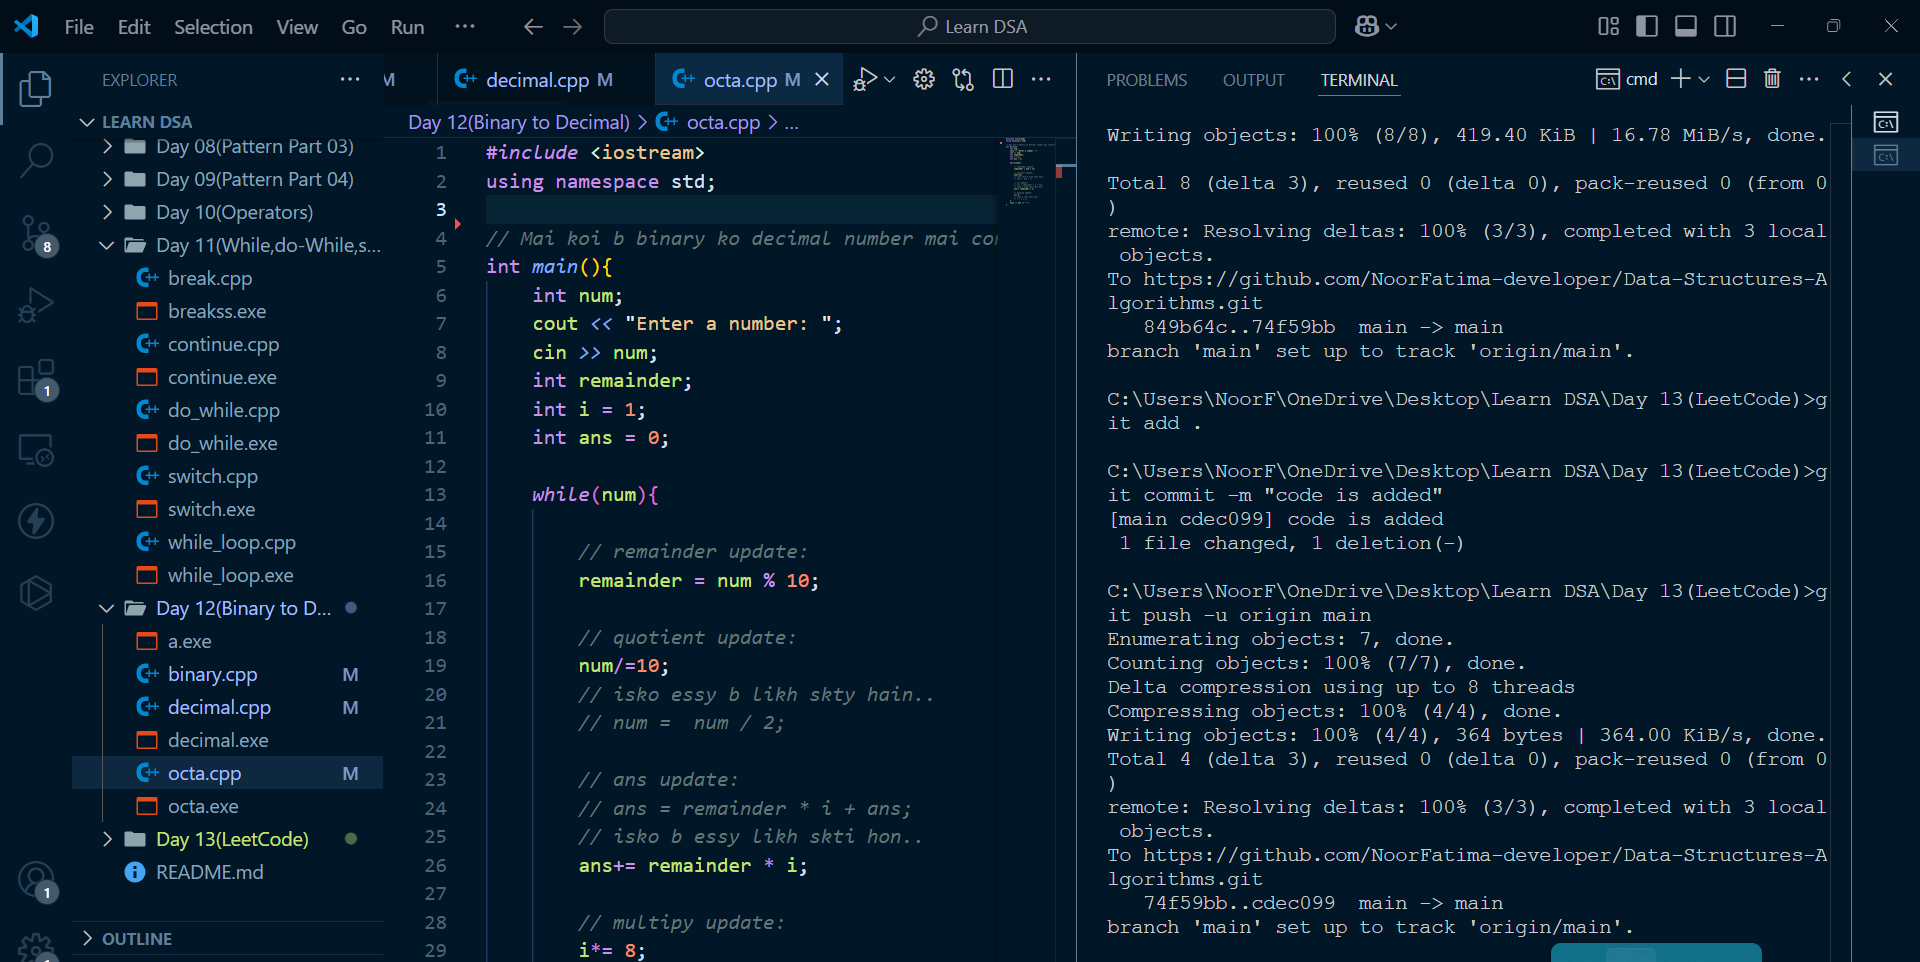 File Edit Selection View Go Run ··· Learn DSA
EXPLORER ···
LEARN DSA
Day 08(Pattern Part 03)
Day 09(Pattern Part 04)
Day 10(Operators)
Day 11(While,do-While,s...
break.cpp
breakss.exe
continue.cpp
continue.exe
do_while.cpp
do_while.exe
switch.cpp
switch.exe
while_loop.cpp
while_loop.exe
Day 12(Binary to D...
a.exe
binary.cpp M
decimal.cpp M
decimal.exe
octa.cpp M
octa.exe
Day 13(LeetCode)
README.md
OUTLINE
8
1
1
M decimal.cpp M octa.cpp M
Day 12(Binary to Decimal) > octa.cpp > ...
1 #include <iostream>
2 using namespace std;
3
4 // Mai koi b binary ko decimal number mai
5 int main(){
6 int num;
7 cout << "Enter a number: ";
8 cin >> num;
9 int remainder;
10 int i = 1;
11 int ans = 0;
12
13 while(num){
14
15 // remainder update:
16 remainder = num % 10;
17
18 // quotient update:
19 num/=10;
20 // isko essy b likh skty hain..
21 // num =  num / 2;
22
23 // ans update:
24 // ans = remainder * i + ans;
25 // isko b essy likh skti hon..
26 ans+= remainder * i;
27
28 // multipy update:
29 i*= 8;
PROBLEMS OUTPUT TERMINAL cmd
Writing objects: 100% (8/8), 419.40 KiB | 16.78 MiB/s, done.
Total 8 (delta 3), reused 0 (delta 0), pack-reused 0 (from 0
)
remote: Resolving deltas: 100% (3/3), completed with 3 local
objects.
To https://github.com/NoorFatima-developer/Data-Structures-A
lgorithms.git
849b64c..74f59bb  main -> main
branch 'main' set up to track 'origin/main'.
C:\Users\NoorF\OneDrive\Desktop\Learn DSA\Day 13(LeetCode)>g
it add .
C:\Users\NoorF\OneDrive\Desktop\Learn DSA\Day 13(LeetCode)>g
it commit -m "code is added"
[main cdec099] code is added
1 file changed, 1 deletion(-)
C:\Users\NoorF\OneDrive\Desktop\Learn DSA\Day 13(LeetCode)>g
it push -u origin main
Enumerating objects: 7, done.
Counting objects: 100% (7/7), done.
Delta compression using up to 8 threads
Compressing objects: 100% (4/4), done.
Writing objects: 100% (4/4), 364 bytes | 364.00 KiB/s, done.
Total 4 (delta 3), reused 0 (delta 0), pack-reused 0 (from 0
)
remote: Resolving deltas: 100% (3/3), completed with 3 local
objects.
To https://github.com/NoorFatima-developer/Data-Structures-A
lgorithms.git
74f59bb..cdec099  main -> main
branch 'main' set up to track 'origin/main'.